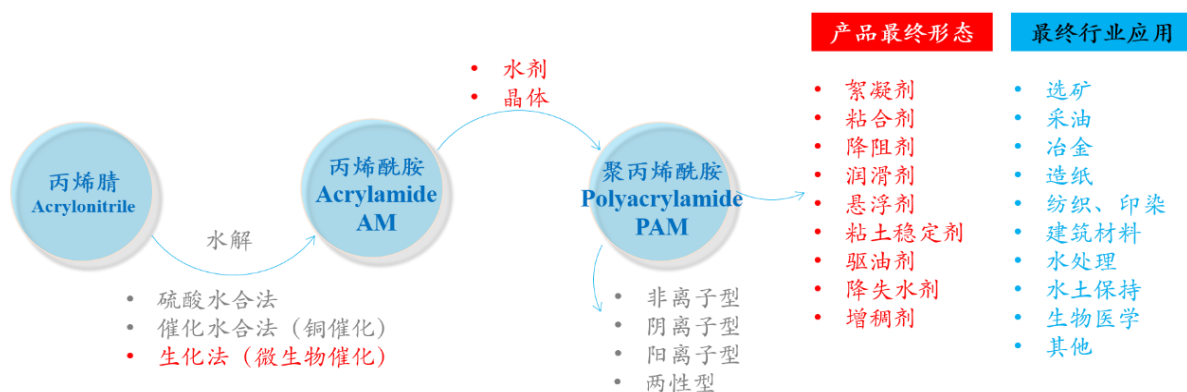 丙烯腈
Acrylonitrile
水解
• 硫酸水合法
• 催化水合法（铜催化）
• 生化法（微生物催化）
丙烯酰胺
Acrylamide
AM
• 水剂
• 晶体
聚丙烯酰胺
Polyacrylamide
PAM
• 非离子型
• 阴离子型
• 阳离子型
• 两性型
产品最终形态
• 絮凝剂
• 粘合剂
• 降阻剂
• 润滑剂
• 悬浮剂
• 粘土稳定剂
• 驱油剂
• 降失水剂
• 增稠剂
最终行业应用
• 选矿
• 采油
• 冶金
• 造纸
• 纺织、印染
• 建筑材料
• 水处理
• 水土保持
• 生物医学
• 其他